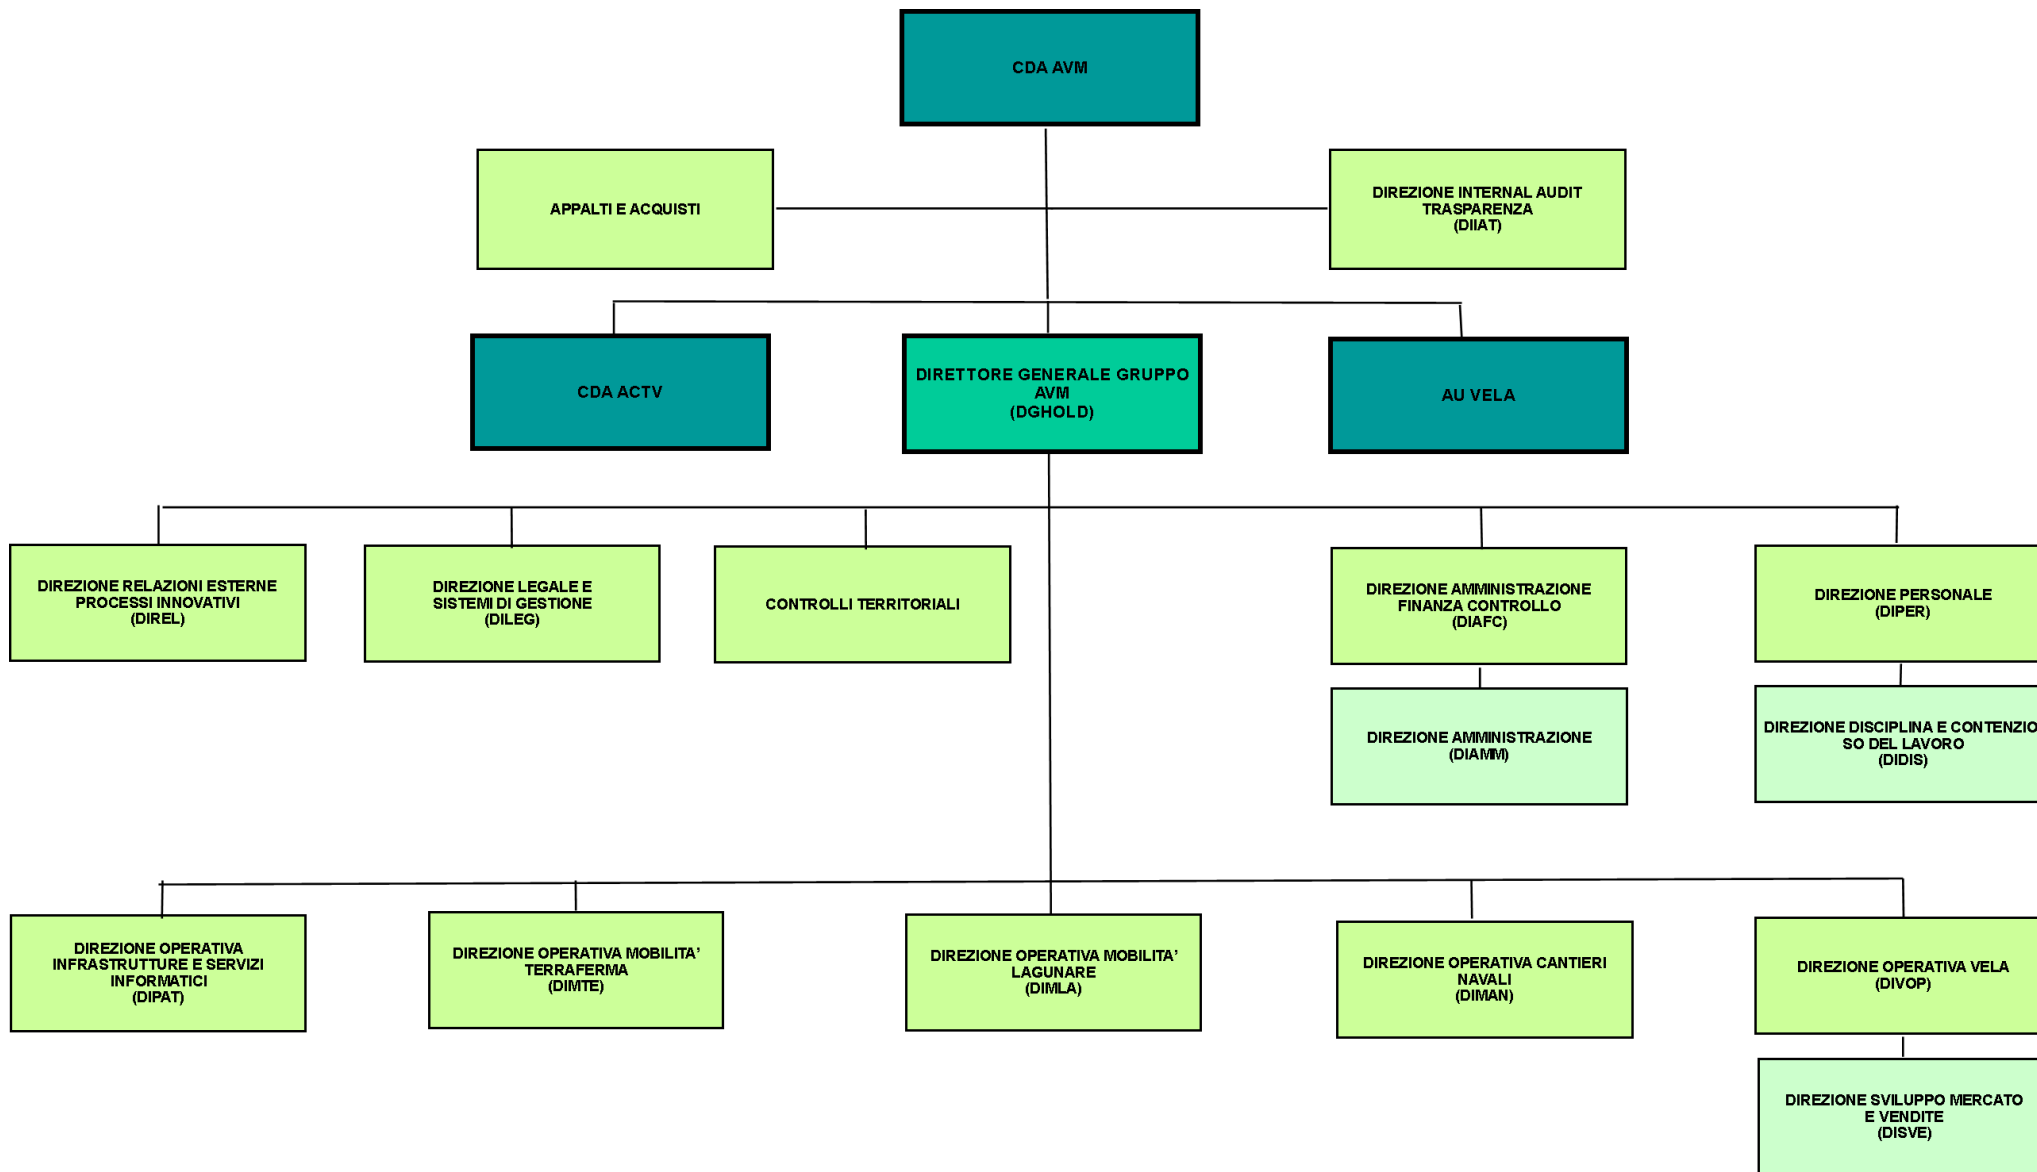 CDA AVM
APPALTI E ACQUISTI
DIREZIONE INTERNAL AUDIT
TRASPARENZA
(DIIAT)
CDA ACTV
DIRETTORE GENERALE GRUPPO
AVM
(DGHOLD)
AU VELA
DIREZIONE RELAZIONI ESTERNE
PROCESSI INNOVATIVI
(DIREL)
DIREZIONE LEGALE E
SISTEMI DI GESTIONE
(DILEG)
CONTROLLI TERRITORIALI
DIREZIONE AMMINISTRAZIONE
FINANZA CONTROLLO
(DIAFC)
DIREZIONE PERSONALE
(DIPER)
DIREZIONE AMMINISTRAZIONE
(DIAMM)
DIREZIONE DISCIPLINA E CONTENZIO
SO DEL LAVORO
(DIDIS)
DIREZIONE OPERATIVA
INFRASTRUTTURE E SERVIZI
INFORMATICI
(DIPAT)
DIREZIONE OPERATIVA MOBILITA’
TERRAFERMA
(DIMTE)
DIREZIONE OPERATIVA MOBILITA’
LAGUNARE
(DIMLA)
DIREZIONE OPERATIVA CANTIERI
NAVALI
(DIMAN)
DIREZIONE OPERATIVA VELA
(DIVOP)
DIREZIONE SVILUPPO MERCATO
E VENDITE
(DISVE)